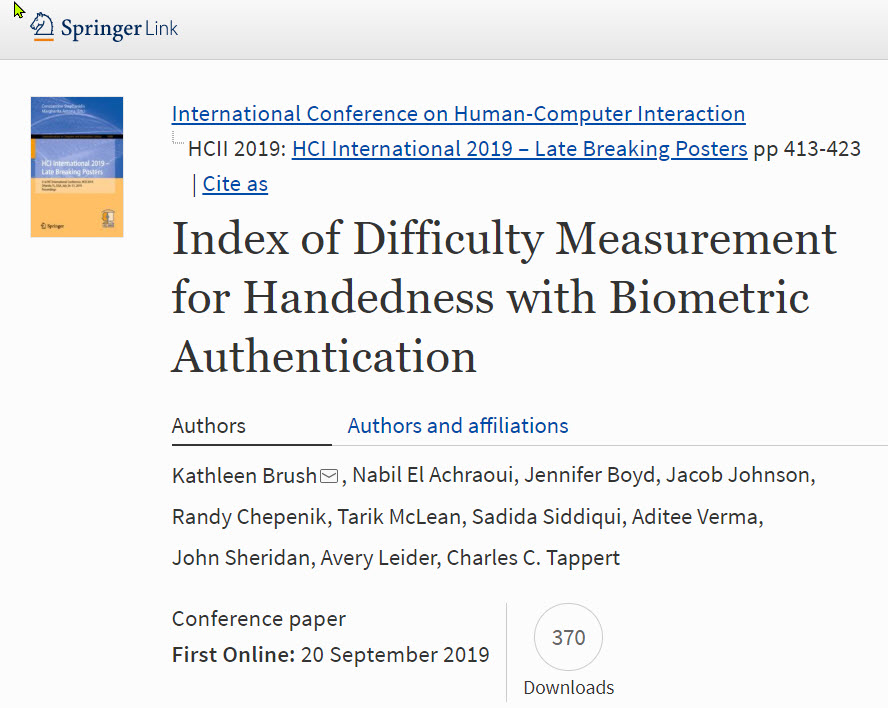 Springer Link
HCI International 2019 –
Late Breaking Posters
Springer
International Conference on Human-Computer Interaction
HCII 2019: HCI International 2019 – Late Breaking Posters pp 413-423
| Cite as
Index of Difficulty Measurement
for Handedness with Biometric
Authentication
Authors Authors and affiliations
Kathleen Brush, Nabil El Achraoui, Jennifer Boyd, Jacob Johnson,
Randy Chepenik, Tarik McLean, Sadida Siddiqui, Aditee Verma,
John Sheridan, Avery Leider, Charles C. Tappert
Conference paper
First Online: 20 September 2019
370
Downloads